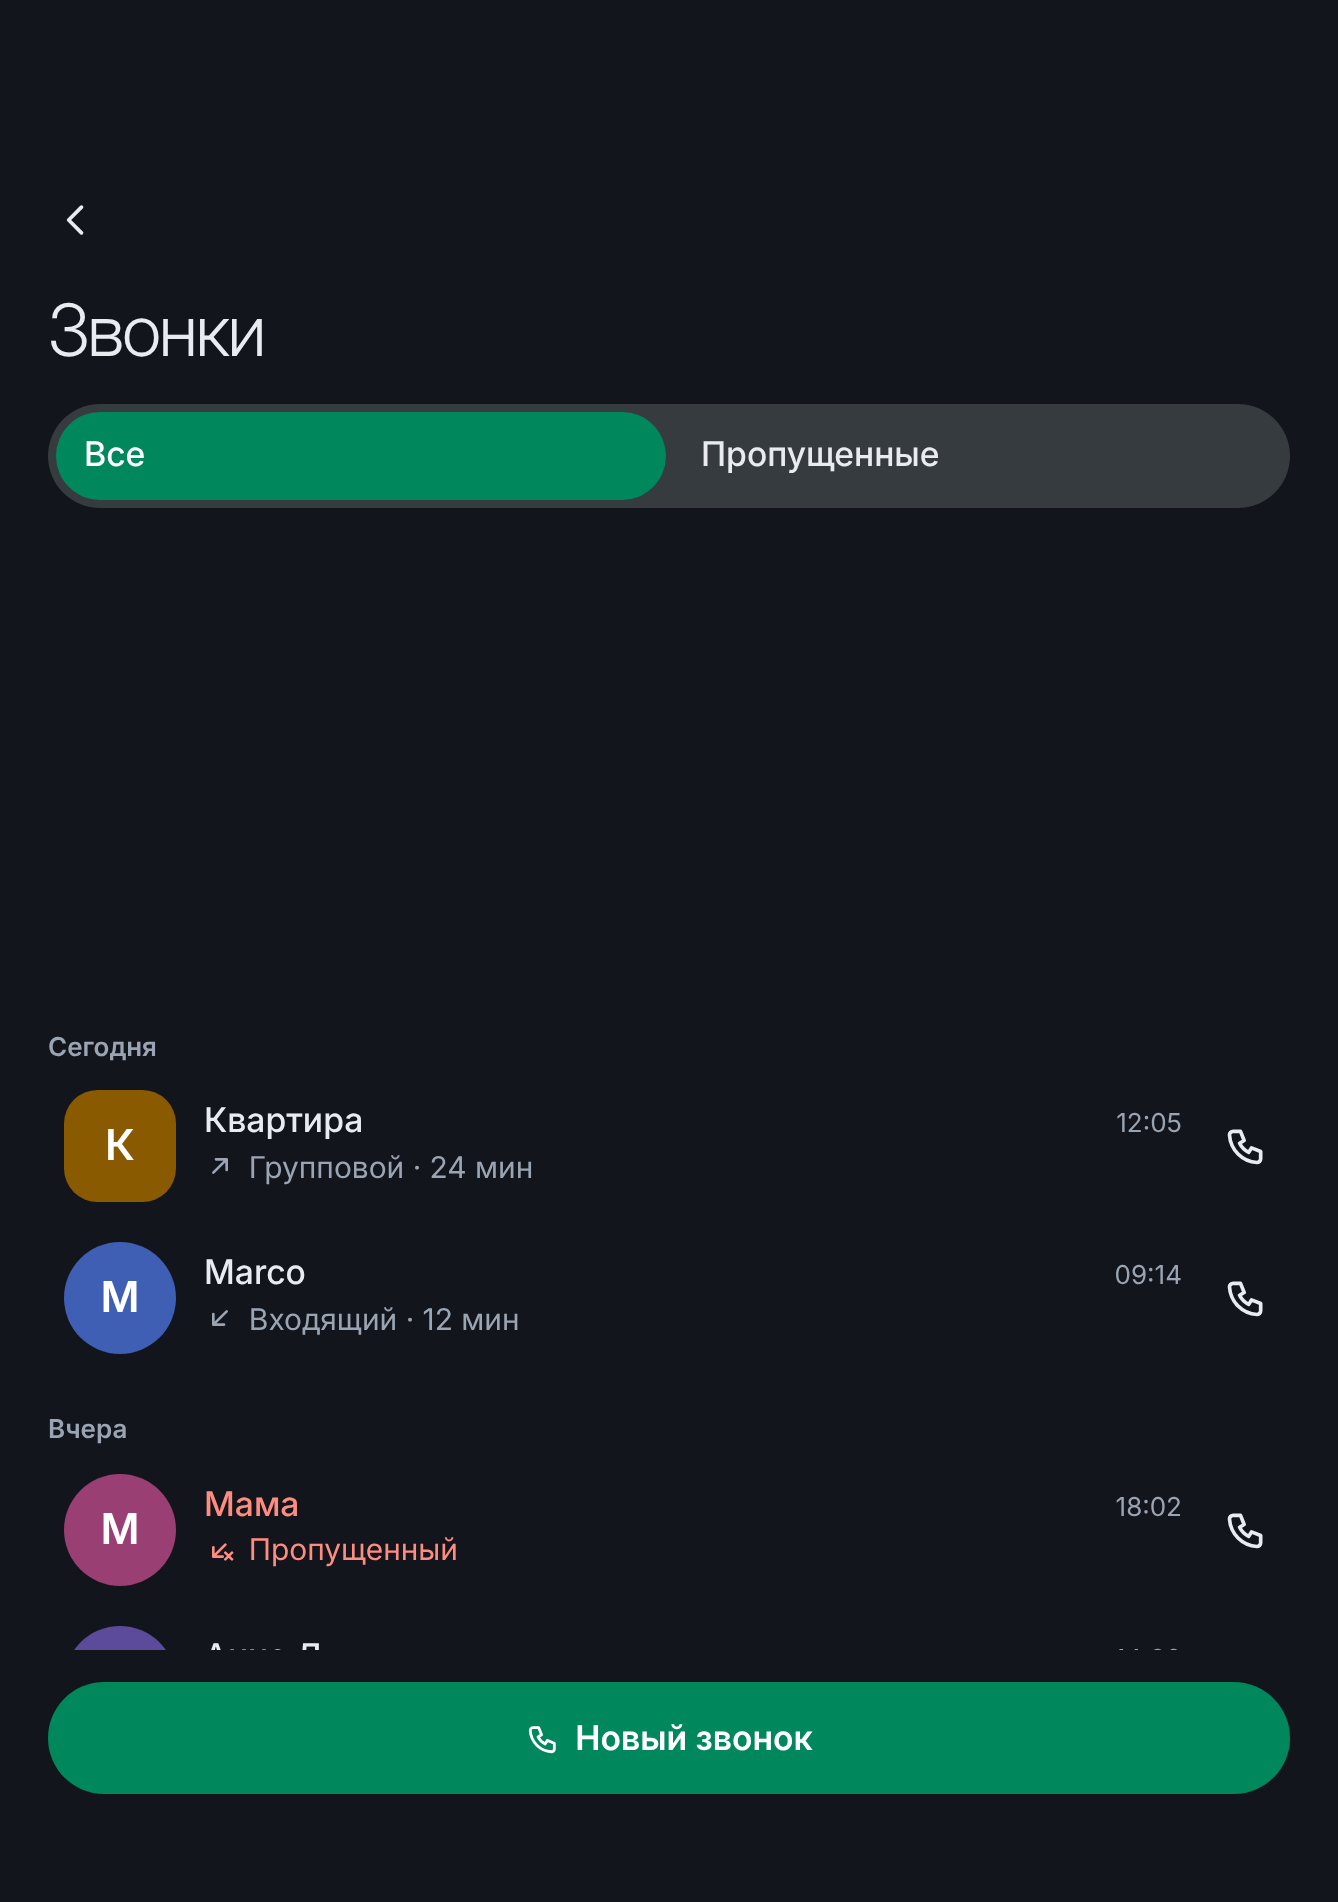 Звонки
Все
Пропущенные
Сегодня
К
Квартира
12:05
Групповой · 24 мин
M
Marco
09:14
Входящий · 12 мин
Вчера
М
Мама
18:02
Пропущенный
Новый звонок